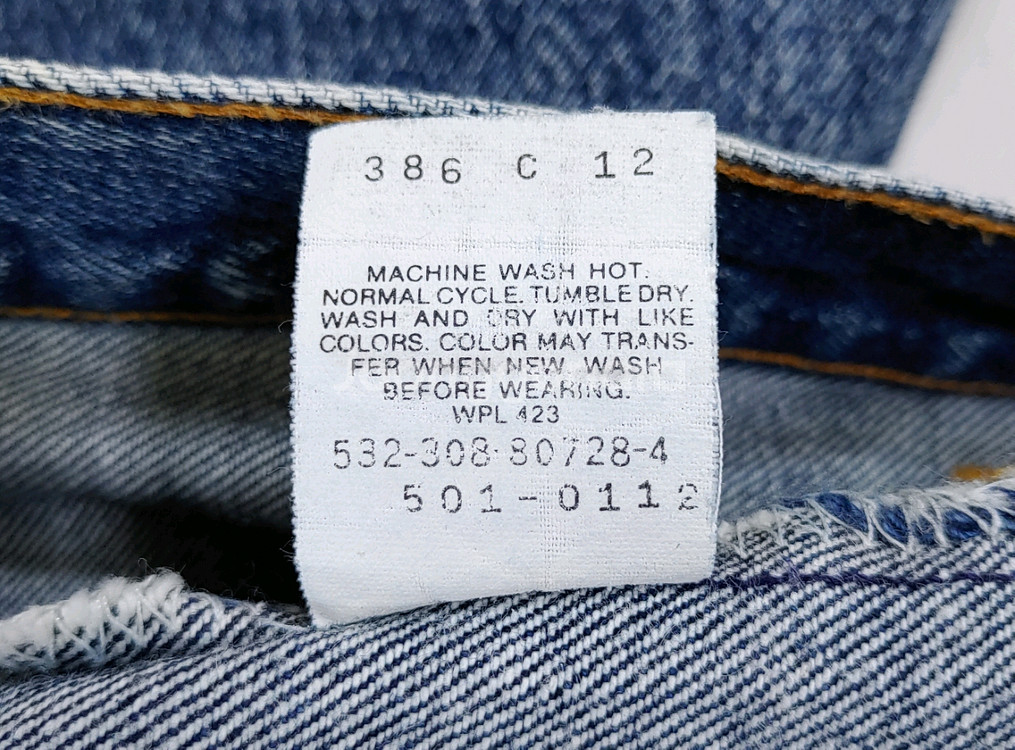 386 C 12
MACHINE WASH HOT.
NORMAL CYCLE. TUMBLE DRY.
WASH AND DRY WITH LIKE
COLORS. COLOR MAY TRANS-
FER WHEN NEW. WASH
BEFORE WEARING.
WPL 423
532-308-80728-4
501-0112